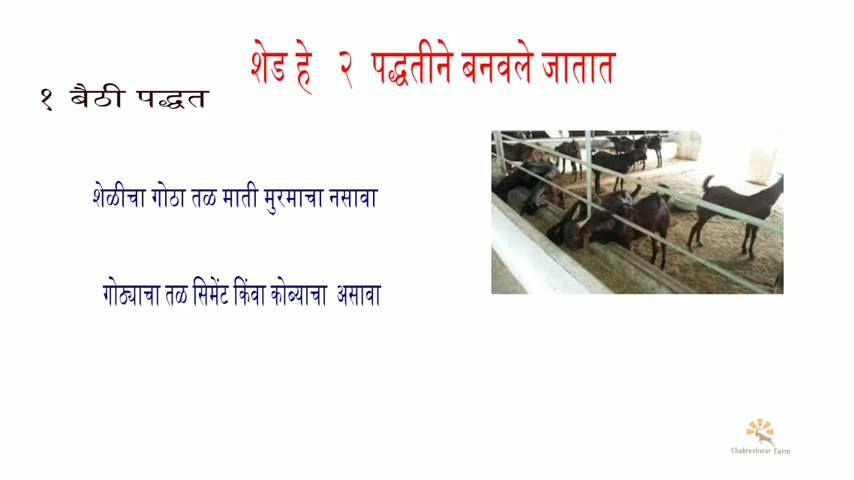 शेड हे २ पद्धतीने बनवले जातात
१ बैठी पद्धत
शेळीचा गोठा तळ माती मुरमाचा नसावा
गोठ्याचा तळ सिमेंट किंवा कोब्याचा असावा
Chakreshwar Farm